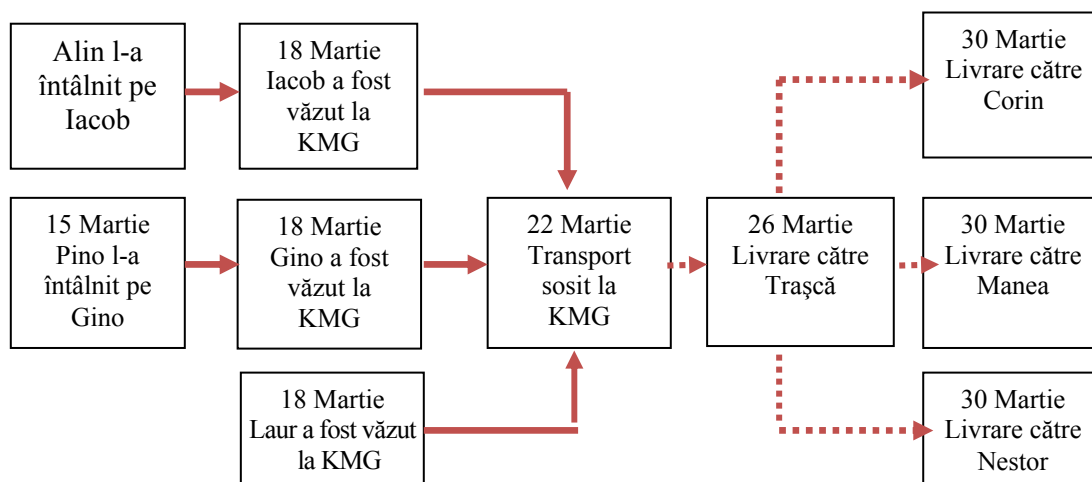 Alin l-a
întâlnit pe
Iacob
18 Martie
Iacob a fost
văzut la
KMG
30 Martie
Livrare către
Corin
15 Martie
Pino l-a
întâlnit pe
Gino
18 Martie
Gino a fost
văzut la
KMG
22 Martie
Transport
sosit la
KMG
26 Martie
Livrare către
Traşcă
30 Martie
Livrare către
Manea
18 Martie
Laur a fost văzut
la KMG
30 Martie
Livrare către
Nestor